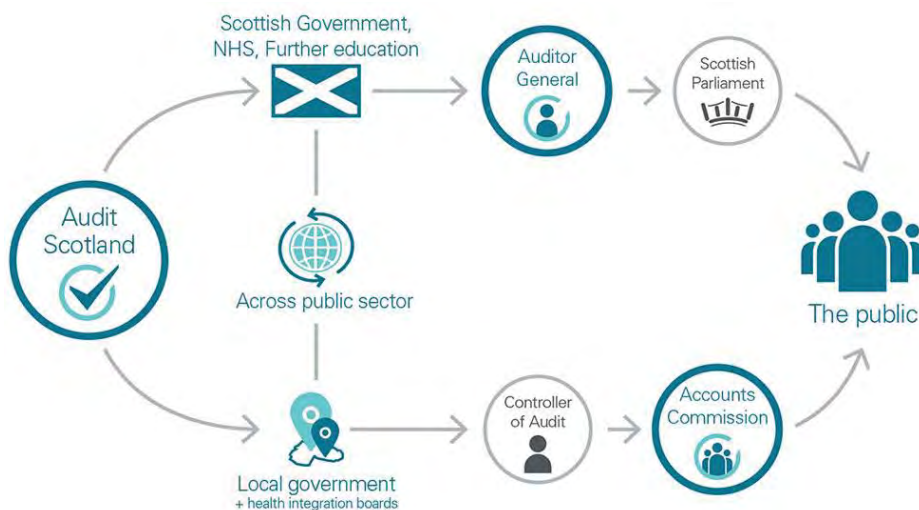 Scottish Government,
NHS, Further education
Auditor
General
Scottish
Parliament
Audit
Scotland
Across public sector
The public
Local government
+ health integration boards
Controller
of Audit
Accounts
Commission